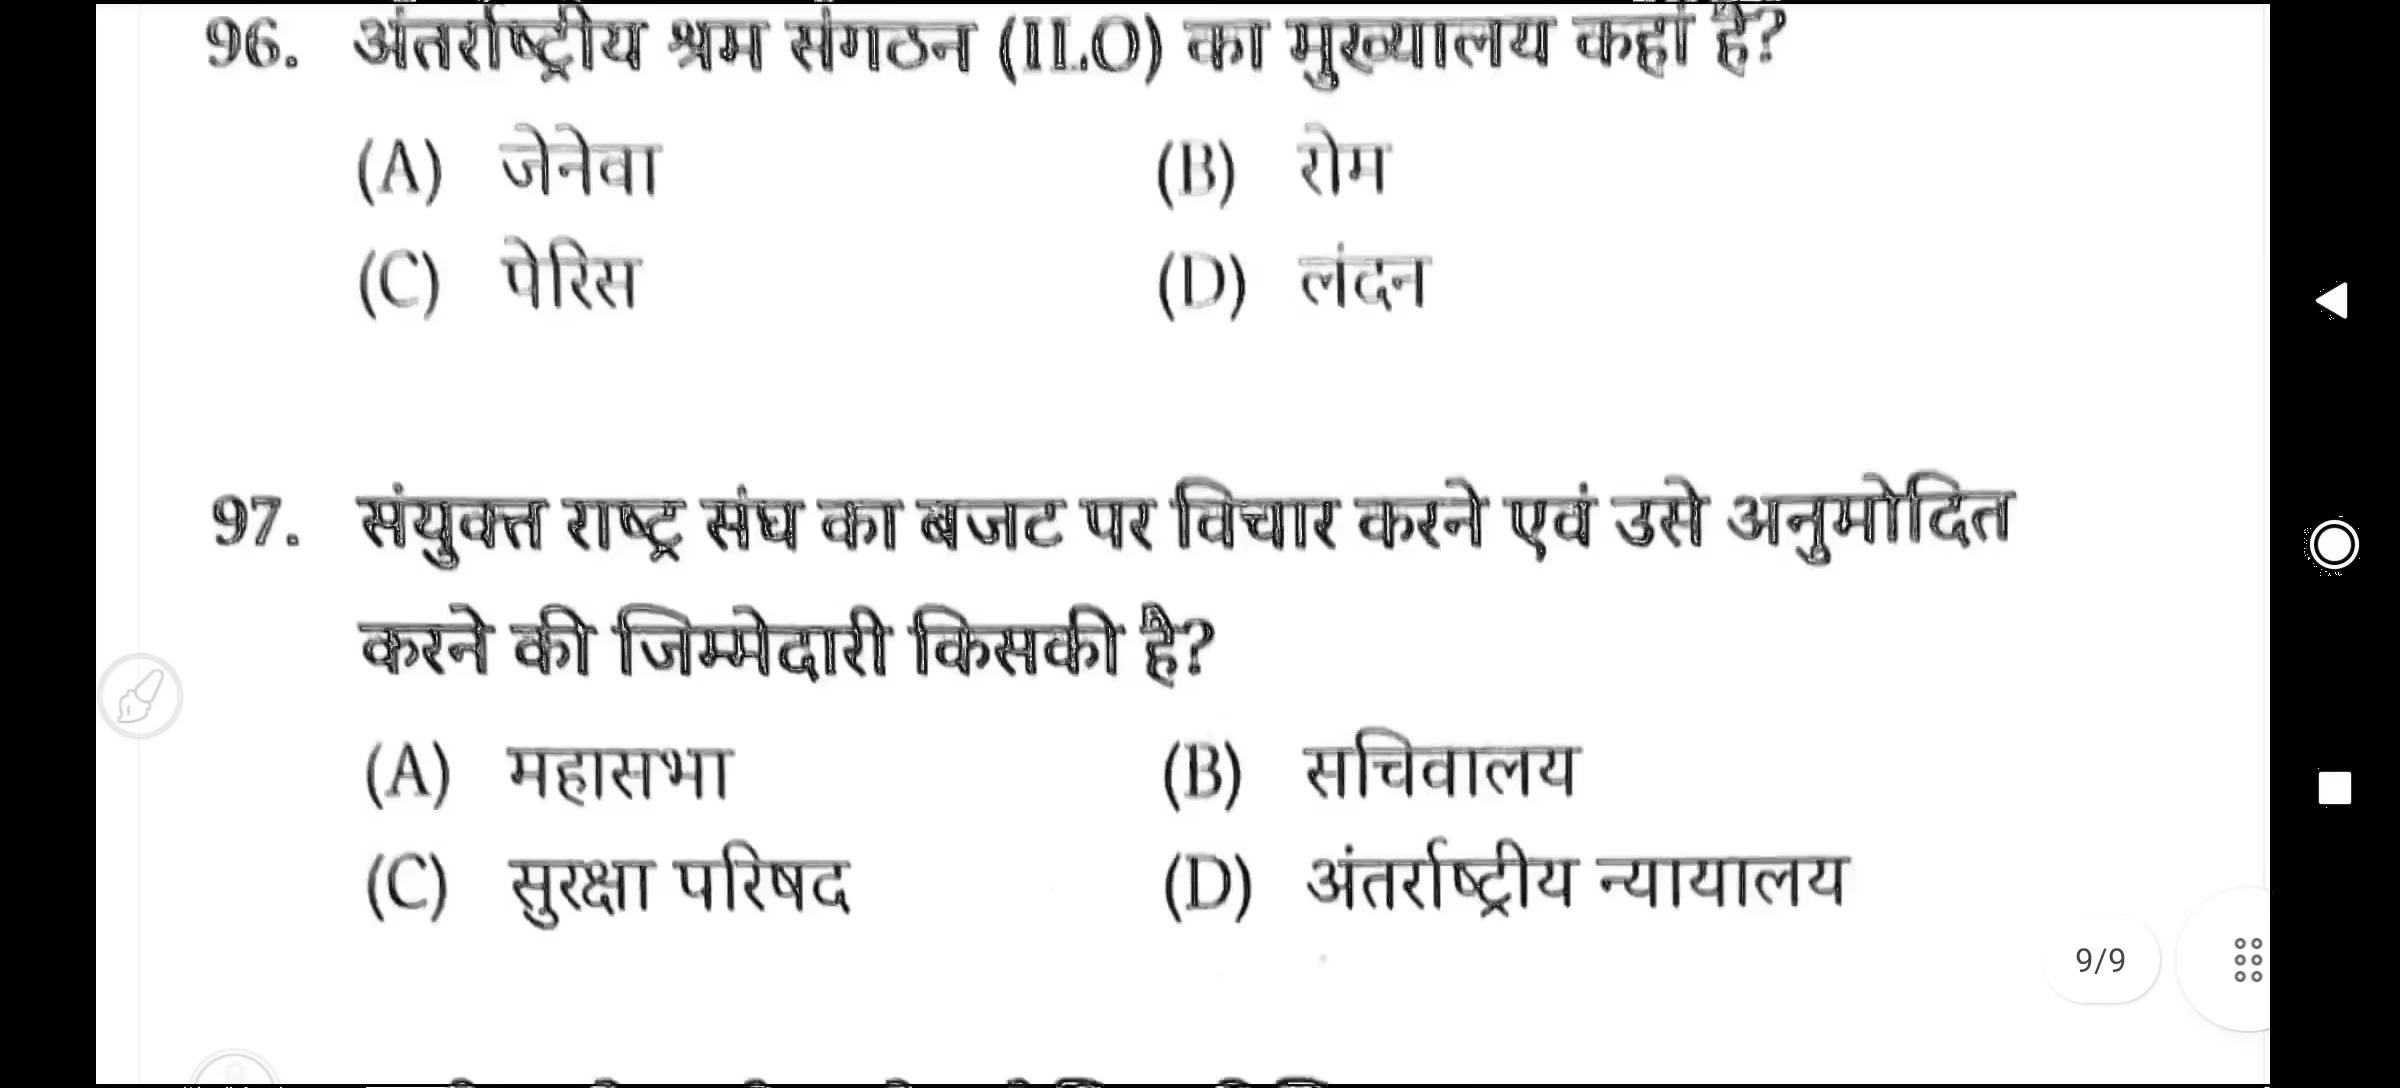 96. अंतर्राष्ट्रीय श्रम संगठन (ILO) का मुख्यालय कहां है?
(A) जेनेवा (B) रोम
(C) पेरिस (D) लंदन
97. संयुक्त राष्ट्र संघ का बजट पर विचार करने एवं उसे अनुमोदित
करने की जिम्मेदारी किसकी है?
(A) महासभा (B) सचिवालय
(C) सुरक्षा परिषद (D) अंतर्राष्ट्रीय न्यायालय
9/9